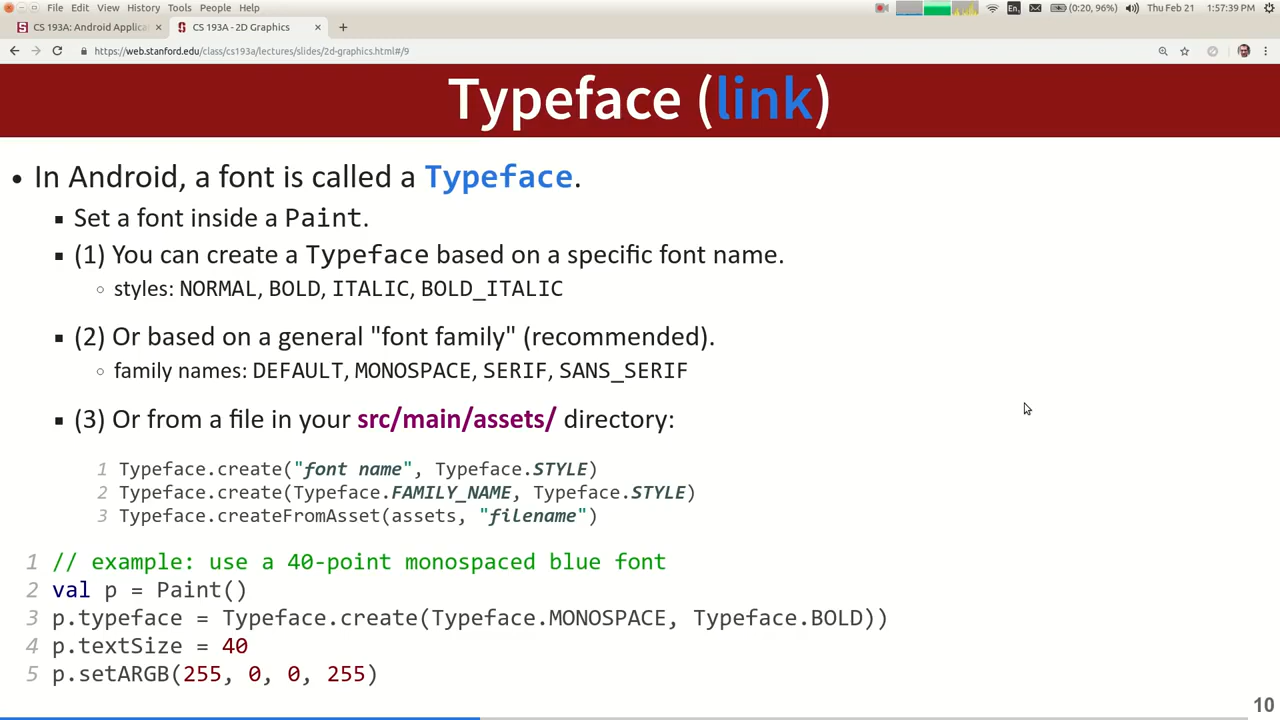 File Edit View History Bookmarks Tools People Help
En (0:20, 96%) Thu Feb 21 1:57:39 PM
CS 193A: Android Applica × CS 193A - 2D Graphics × +
https://web.stanford.edu/class/cs193a/lectures/slides/2d-graphics.html#/9
Typeface (link)
• In Android, a font is called a Typeface.
▪ Set a font inside a Paint.
▪ (1) You can create a Typeface based on a specific font name.
◦ styles: NORMAL, BOLD, ITALIC, BOLD_ITALIC
▪ (2) Or based on a general "font family" (recommended).
◦ family names: DEFAULT, MONOSPACE, SERIF, SANS_SERIF
▪ (3) Or from a file in your src/main/assets/ directory:
1 Typeface.create("font name", Typeface.STYLE)
2 Typeface.create(Typeface.FAMILY_NAME, Typeface.STYLE)
3 Typeface.createFromAsset(assets, "filename")
1 // example: use a 40-point monospaced blue font
2 val p = Paint()
3 p.typeface = Typeface.create(Typeface.MONOSPACE, Typeface.BOLD))
4 p.textSize = 40
5 p.setARGB(255, 0, 0, 255)
10